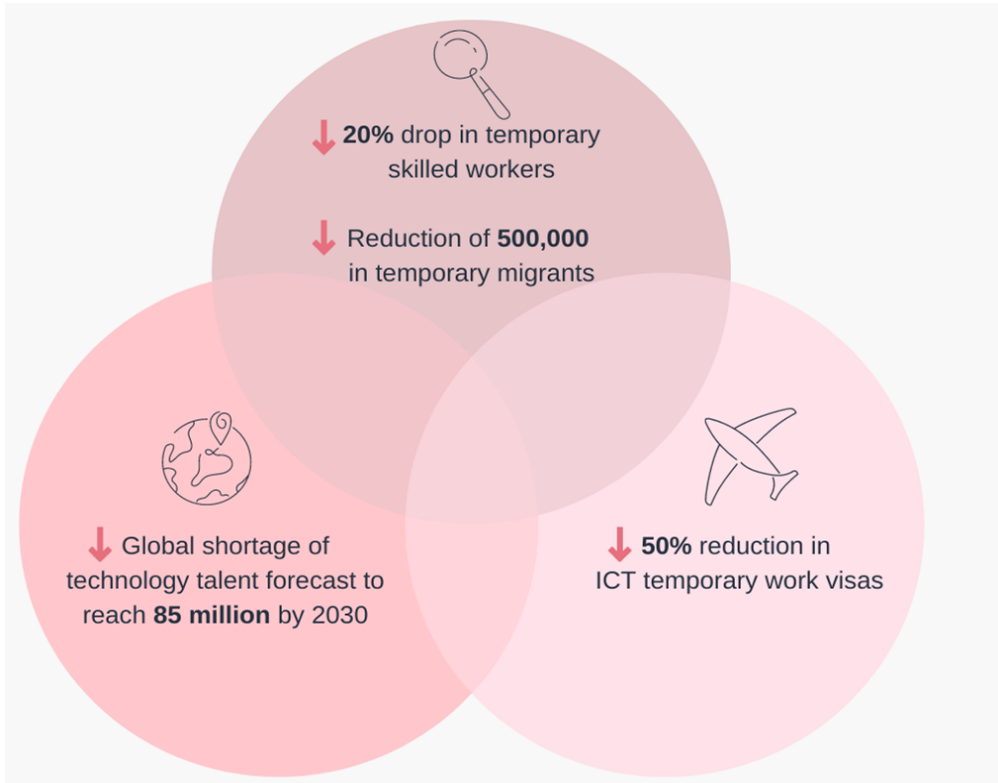 20% drop in temporary
skilled workers
Reduction of 500,000
in temporary migrants
Global shortage of
technology talent forecast to
reach 85 million by 2030
50% reduction in
ICT temporary work visas